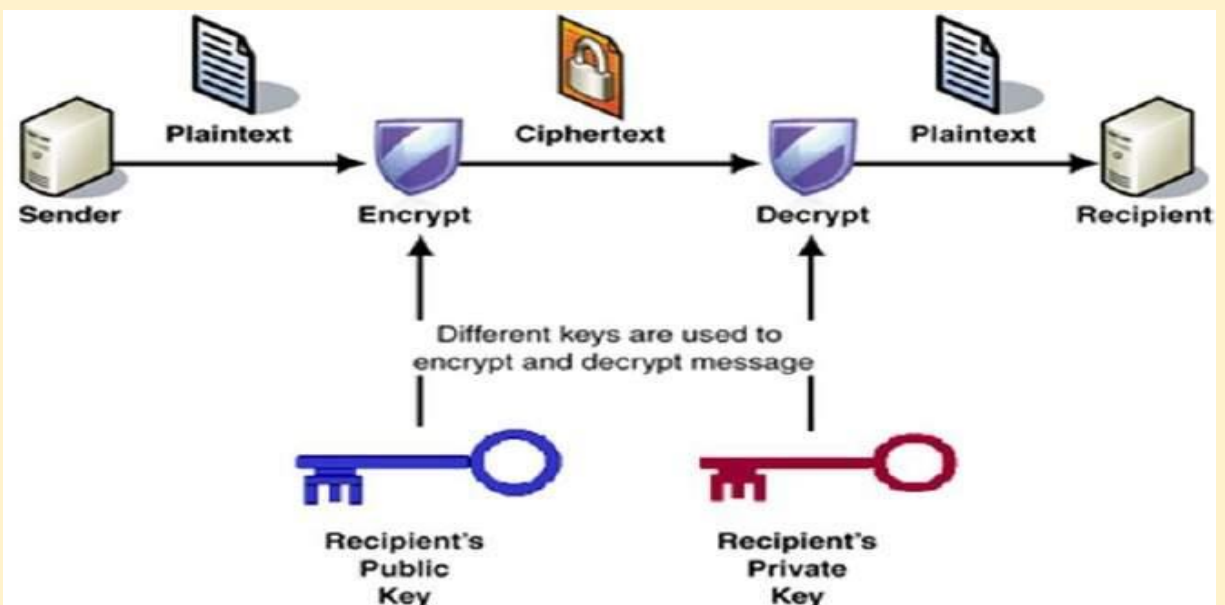 Plaintext
Ciphertext
Plaintext
Sender
Encrypt
Decrypt
Recipient
Different keys are used to
encrypt and decrypt message
Recipient's
Public
Key
Recipient's
Private
Key